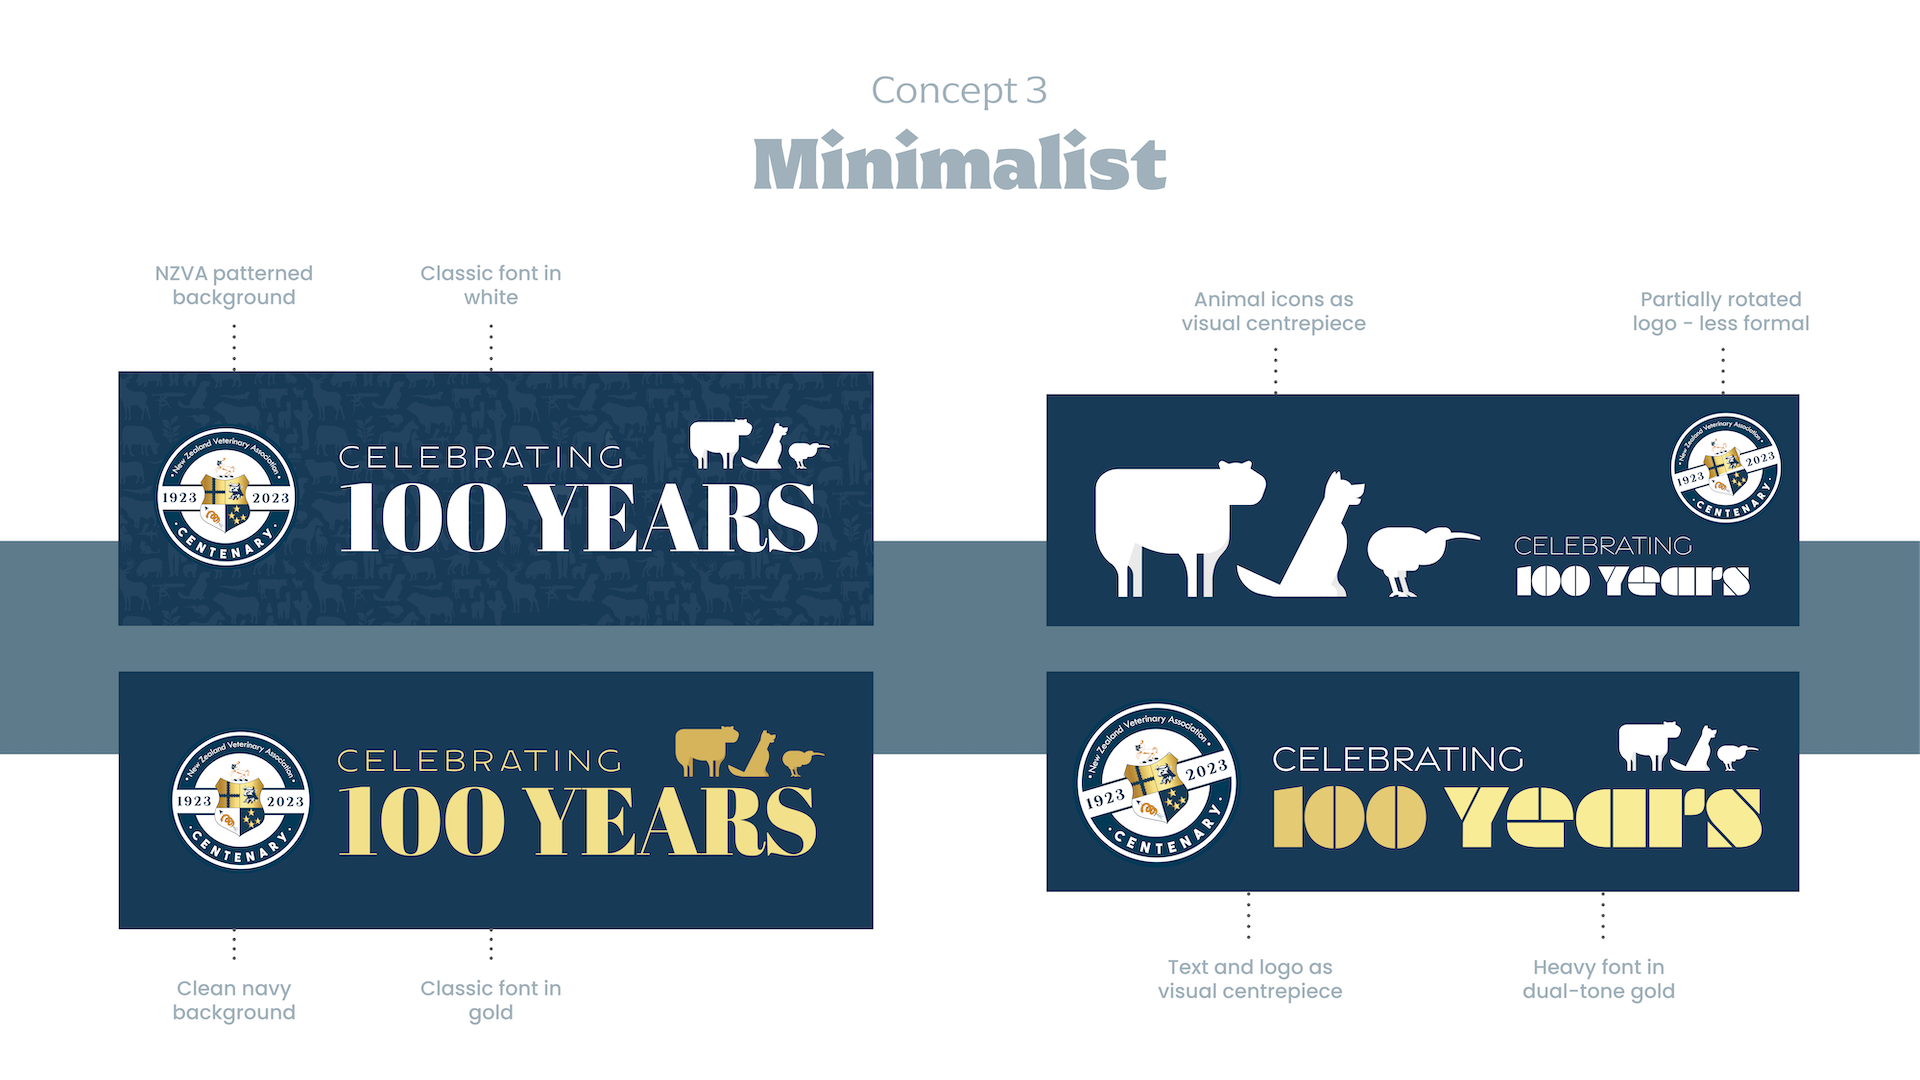 Concept 3
Minimalist
NZVA patterned
background
Classic font in
white
Animal icons as
visual centrepiece
Partially rotated
logo - less formal
• New Zealand Veterinary Association •
1923 2023
• CENTENARY •
CELEBRATING
100 YEARS
• New Zealand Veterinary Association •
1923 2023
• CENTENARY •
CELEBRATING
100 Years
• New Zealand Veterinary Association •
1923 2023
• CENTENARY •
CELEBRATING
100 YEARS
• New Zealand Veterinary Association •
1923 2023
• CENTENARY •
CELEBRATING
100 Years
Clean navy
background
Classic font in
gold
Text and logo as
visual centrepiece
Heavy font in
dual-tone gold